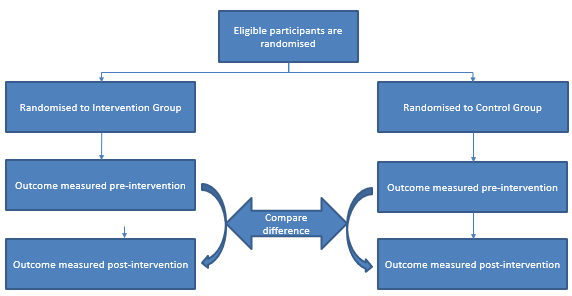 Eligible participants are
randomised
Randomised to Intervention Group
Randomised to Control Group
Outcome measured pre-intervention
Outcome measured pre-intervention
Compare
difference
Outcome measured post-intervention
Outcome measured post-intervention